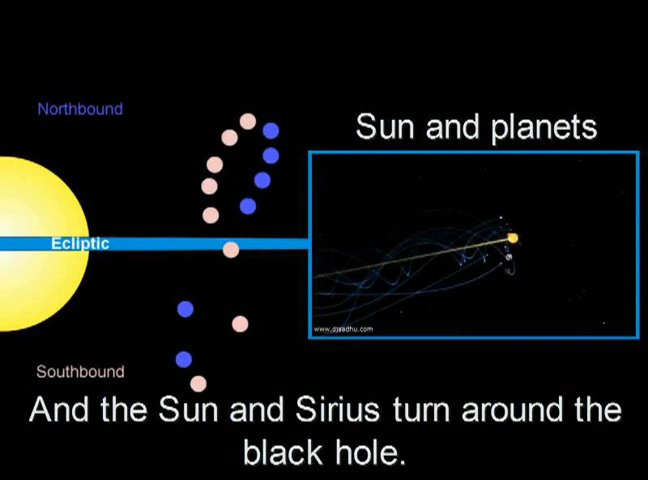 Northbound
Sun and planets
Ecliptic
www.djsadhu.com
Southbound
And the Sun and Sirius turn around the
black hole.